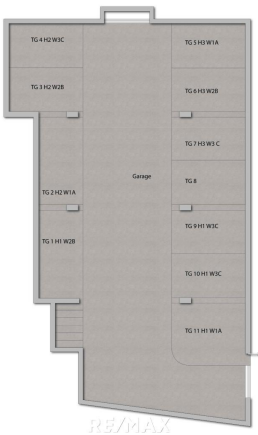 TG 4 H2 W3C
TG 5 H3 W1A
TG 3 H2 W2B
TG 6 H3 W2B
TG 7 H3 W3 C
Garage
TG 8
TG 2 H2 W1A
TG 9 H1 W3C
TG 1 H1 W2B
TG 10 H1 W3C
TG 11 H1 W1A
RE/MAX